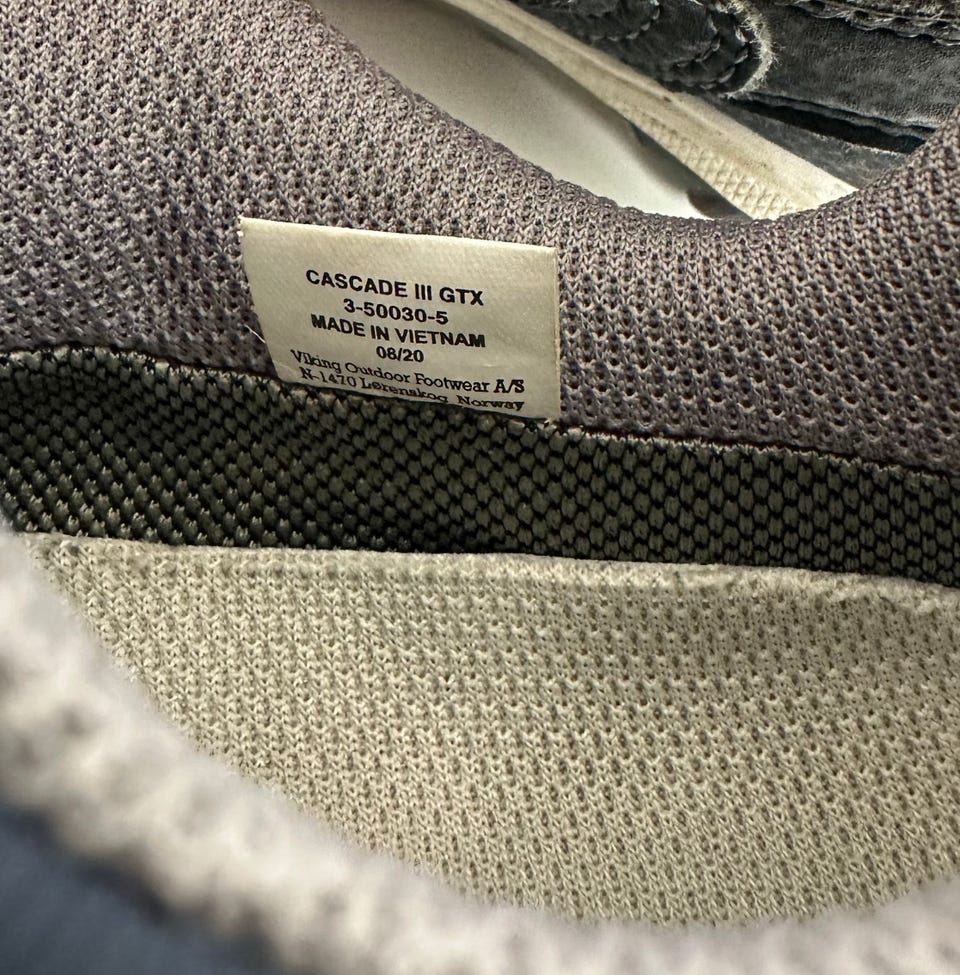 CASCADE III GTX
3-50030-5
MADE IN VIETNAM
08/20
Viking Outdoor Footwear A/S
N-1470 Lørenskog, Norway